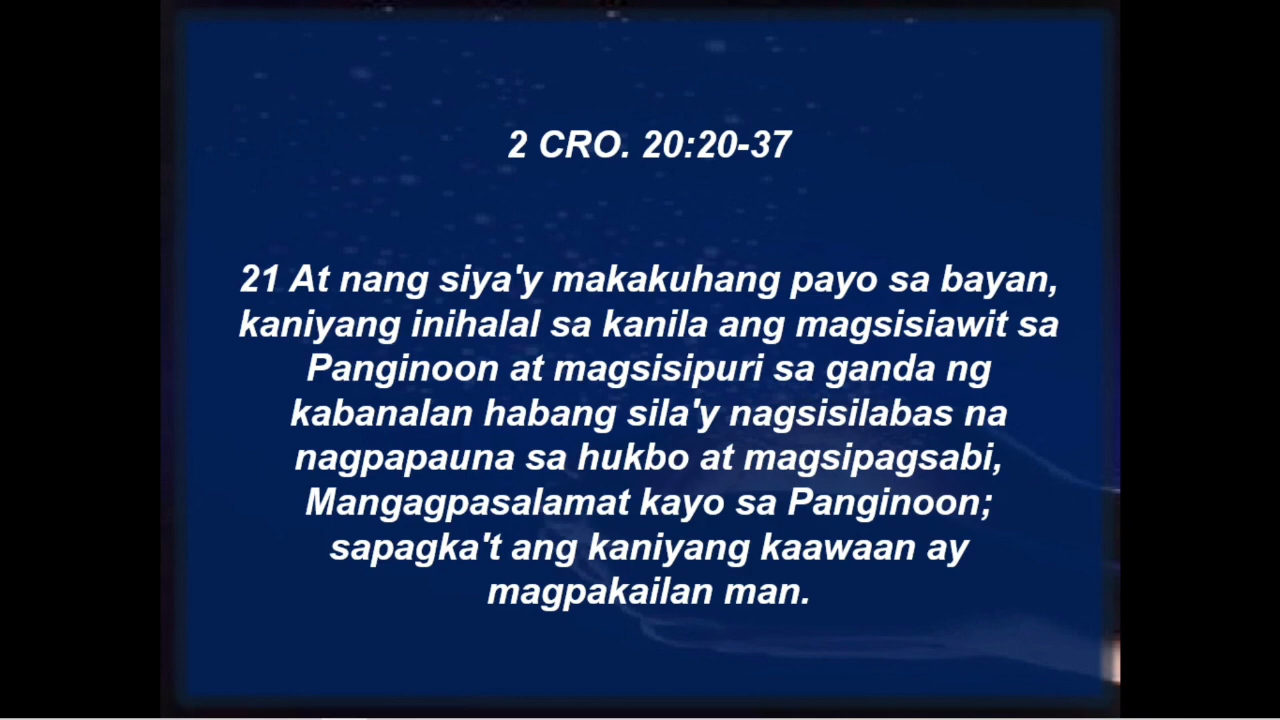 2 CRO. 20:20-37
21 At nang siya'y makakuhang payo sa bayan,
kaniyang inihalal sa kanila ang magsisiawit sa
Panginoon at magsisipuri sa ganda ng
kabanalan habang sila'y nagsisilabas na
nagpapauna sa hukbo at magsipagsabi,
Mangagpasalamat kayo sa Panginoon;
sapagka't ang kaniyang kaawaan ay
magpakailan man.